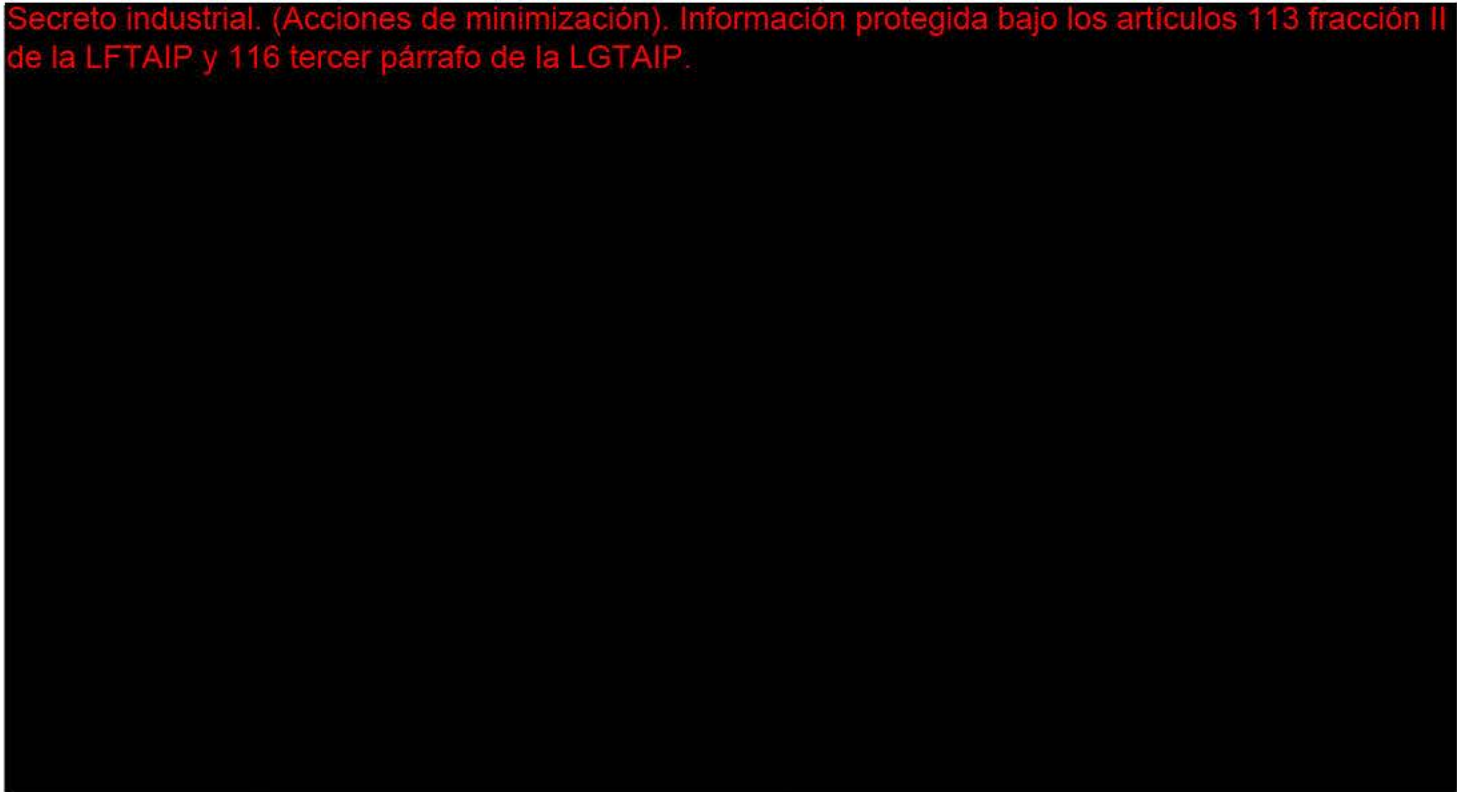 Secreto industrial. (Acciones de minimización). Información protegida bajo los artículos 113 fracción II
de la LFTAIP y 116 tercer párrafo de la LGTAIP.